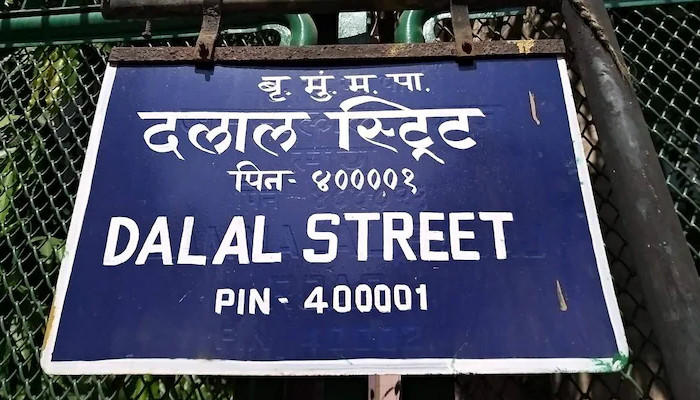 बृ. मुं. म. पा.
दलाल स्ट्रिट
पिन- ४००००१
DALAL STREET
PIN - 400001